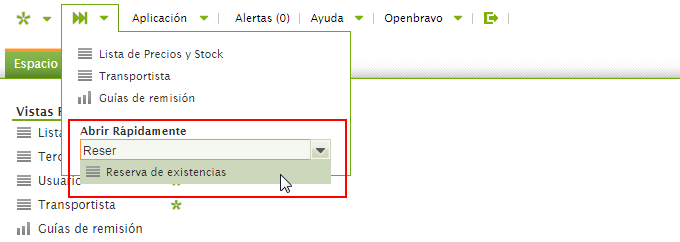 Aplicación Alertas (0) Ayuda Openbravo
Lista de Precios y Stock
Espacio
Transportista
Guías de remisión
Vistas
Abrir Rápidamente
Lista
Reser
Reserva de existencias
Usuario
Transportista
Guías de remisión